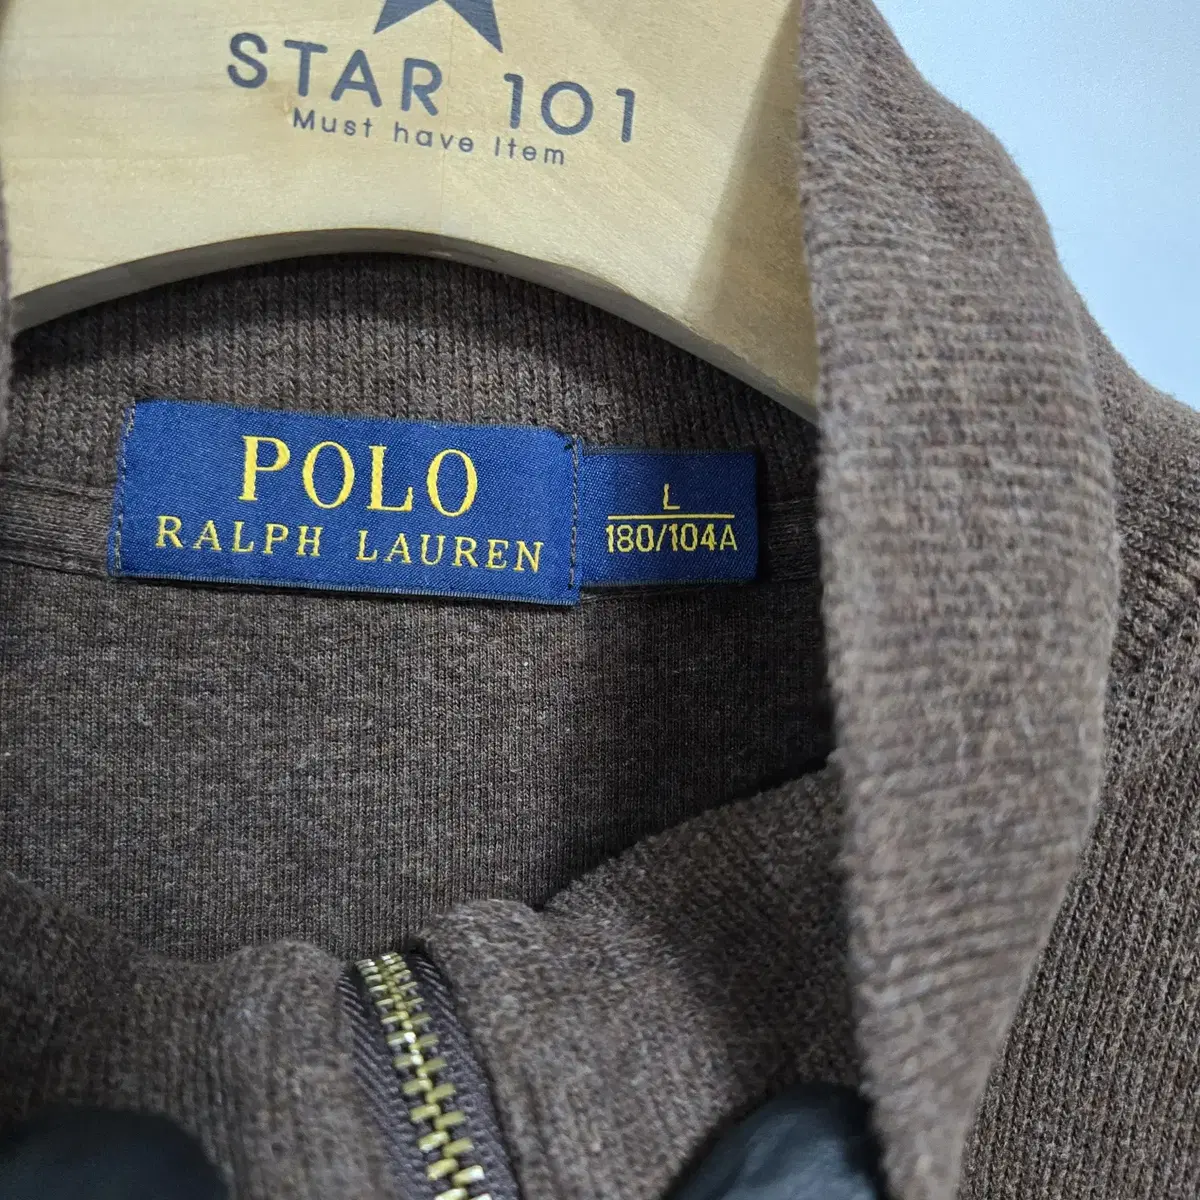 STAR 101
Must have Item
POLO
RALPH LAUREN
L
180/104A